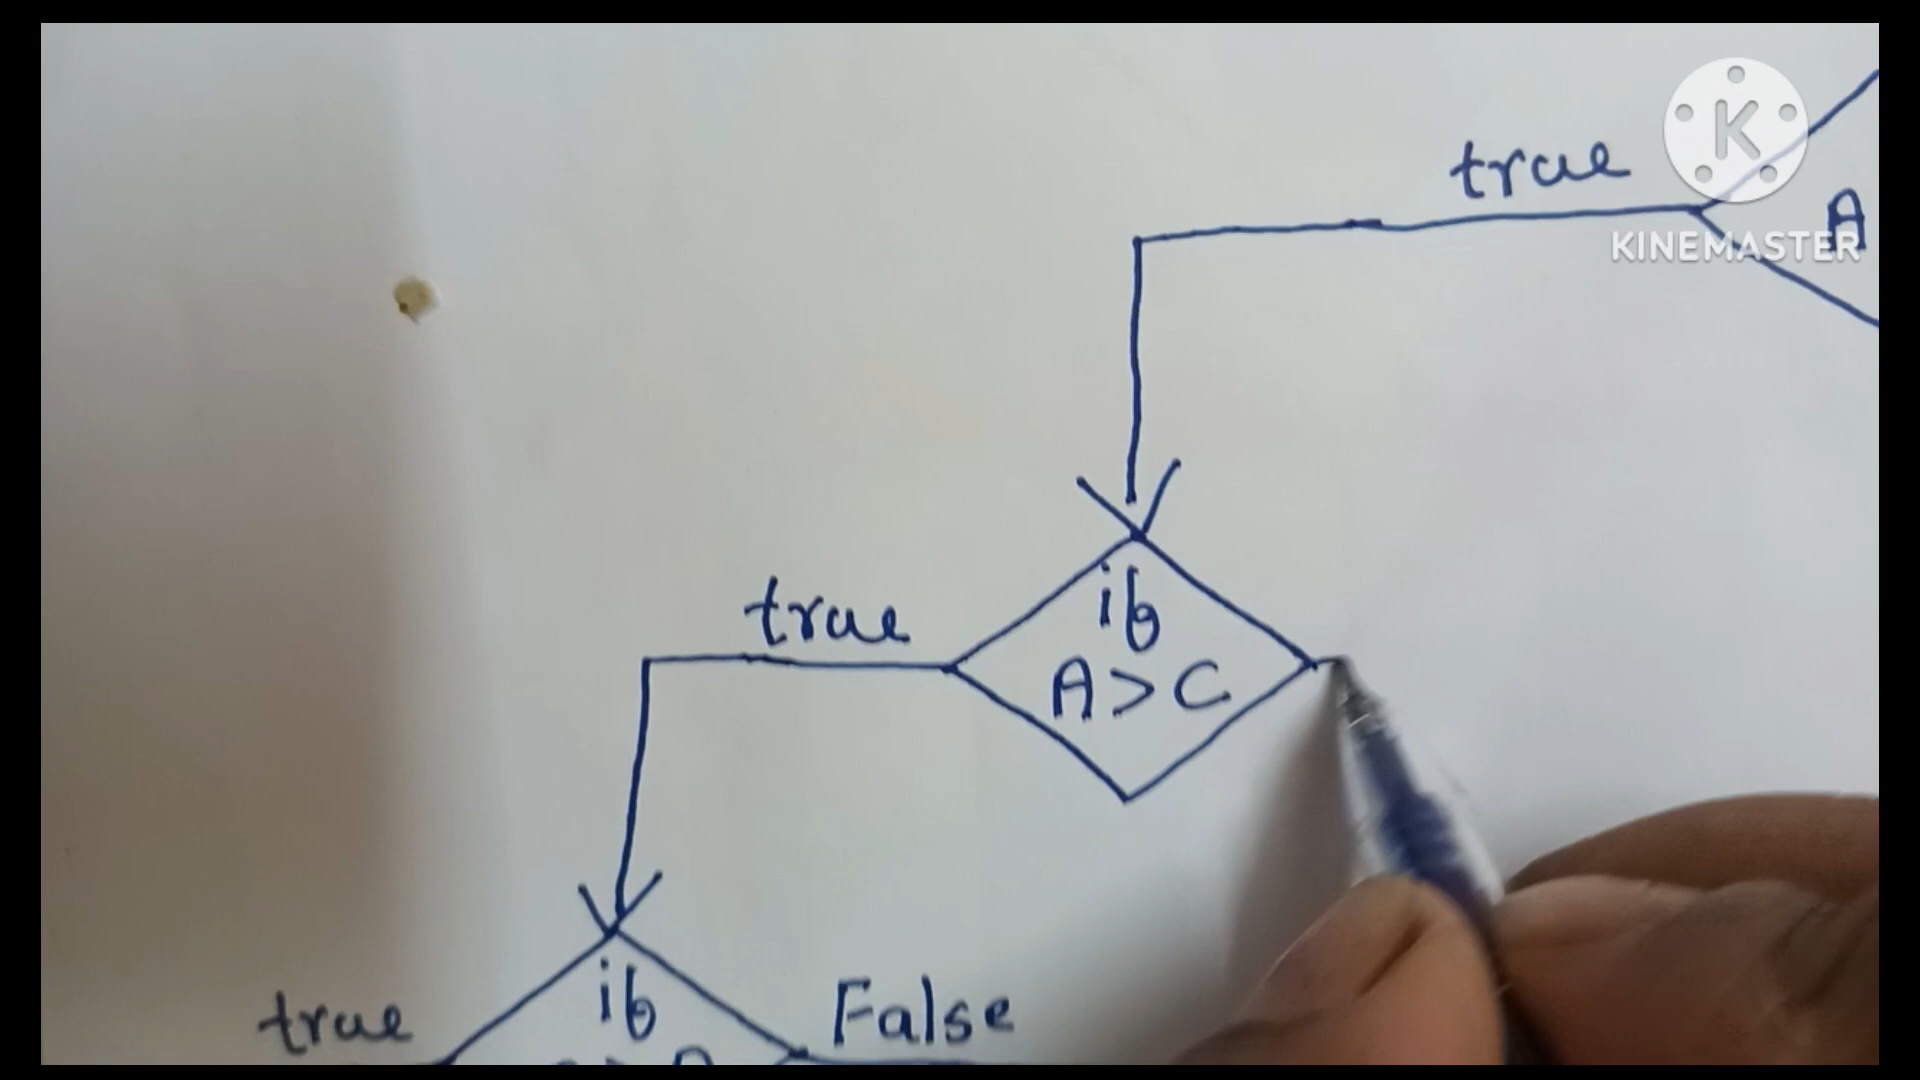 K
KINEMASTER
true
A
true
if
A > C
true
if
False